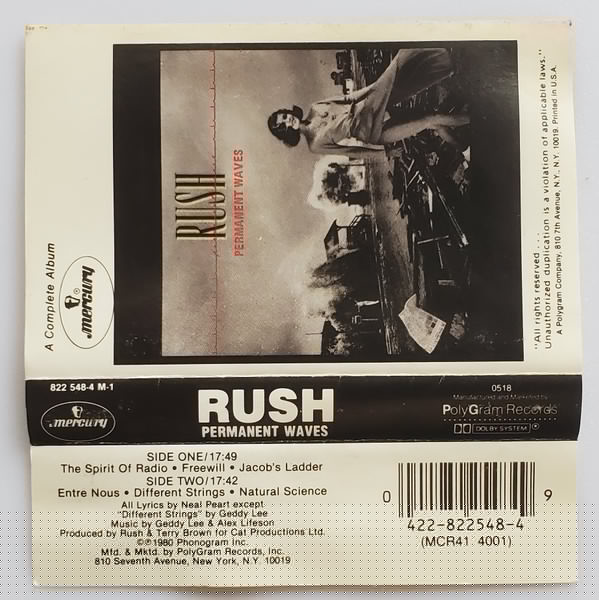 A Complete Album
mercury
RUSH
PERMANENT WAVES
"All rights reserved . . . .
Unauthorized duplication is a violation of applicable laws."
A Polygram Company, 810 7th Avenue, N.Y., N.Y. 10019. Printed in U.S.A.
822 548-4 M-1
mercury
RUSH
PERMANENT WAVES
0518
Manufactured and Marketed by
PolyGram Records
DOLBY SYSTEM
SIDE ONE/17:49
The Spirit Of Radio • Freewill • Jacob's Ladder
SIDE TWO/17:42
Entre Nous • Different Strings • Natural Science
All Lyrics by Neal Peart except
"Different Strings" by Geddy Lee
Music by Geddy Lee & Alex Lifeson
Produced by Rush & Terry Brown for Cat Productions Ltd.
©℗1980 Phonogram Inc.
Mfd. & Mktd. by PolyGram Records, Inc.
810 Seventh Avenue, New York, N.Y. 10019
0 9
422-822548-4
(MCR41 4001)